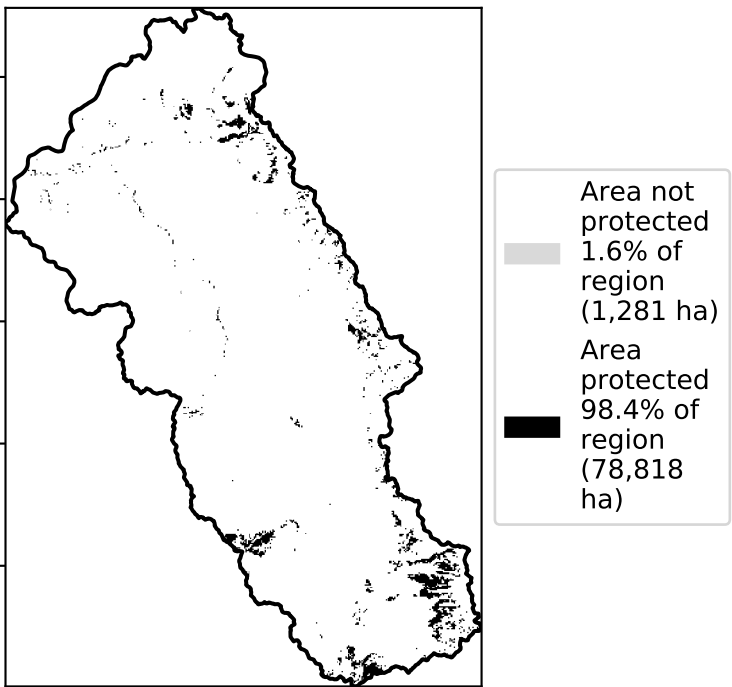 Area not
protected
1.6% of
region
(1,281 ha)
Area
protected
98.4% of
region
(78,818
ha)